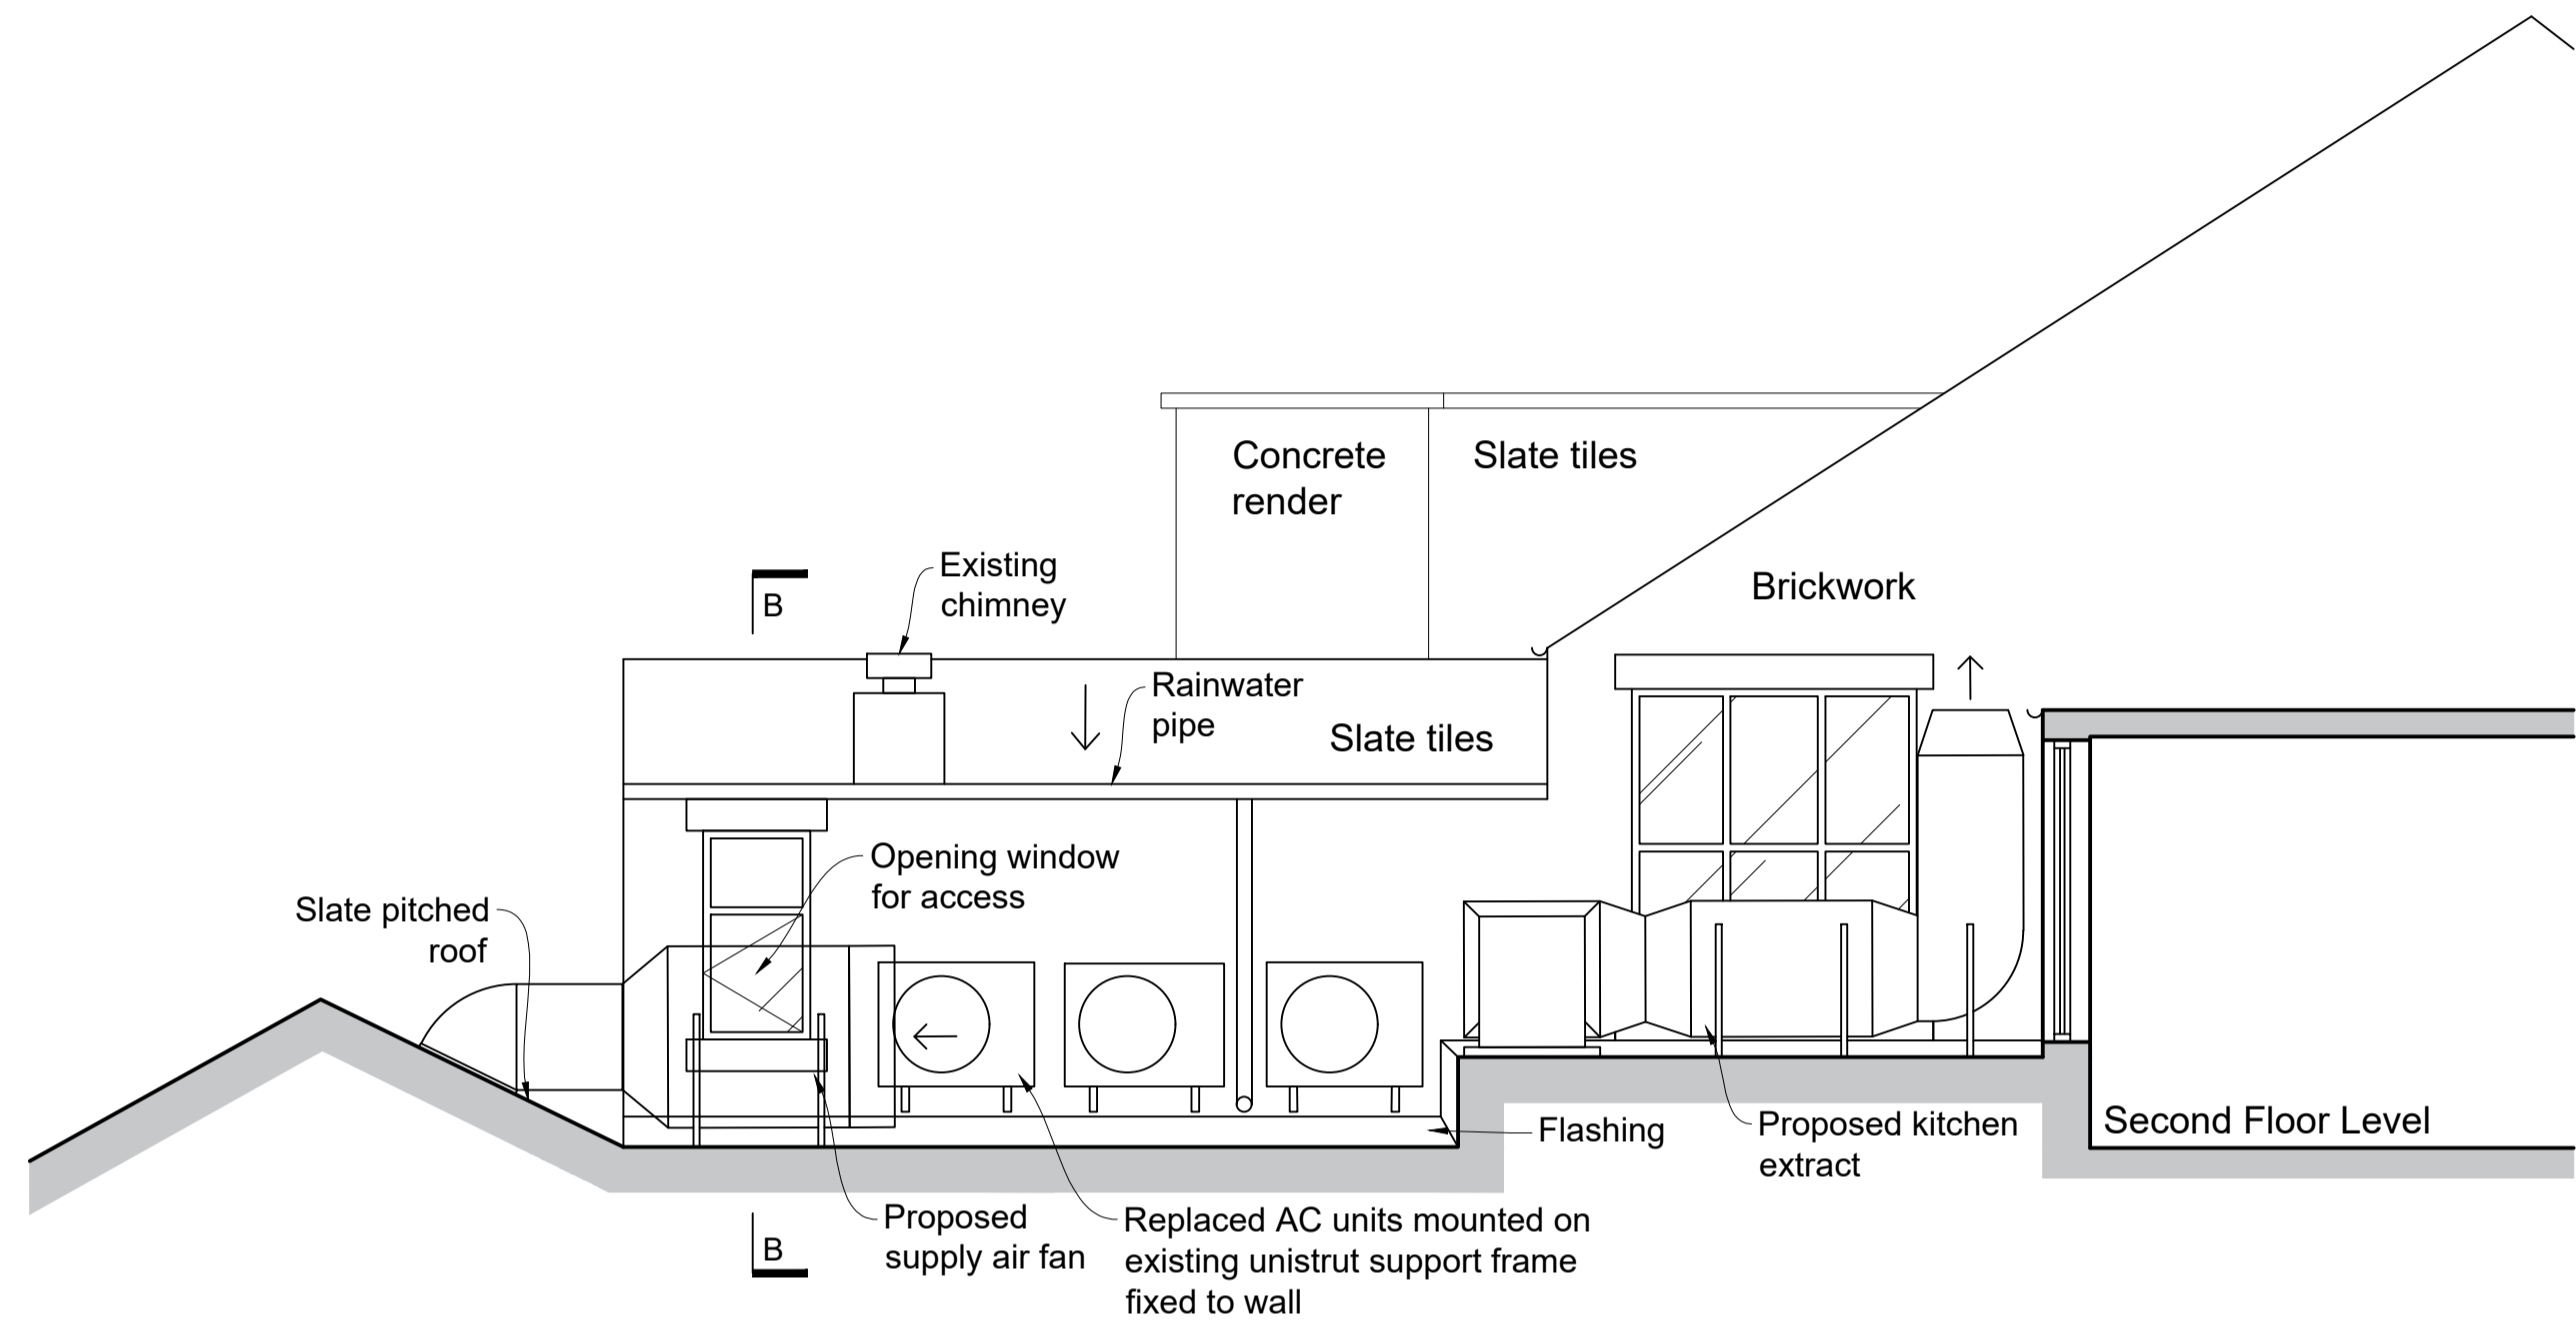 Concrete
render
Slate tiles
Existing
chimney
B
Brickwork
Rainwater
pipe
Slate tiles
Opening window
for access
Slate pitched
roof
Flashing
Proposed kitchen
extract
Second Floor Level
Proposed
supply air fan
Replaced AC units mounted on
existing unistrut support frame
fixed to wall
B